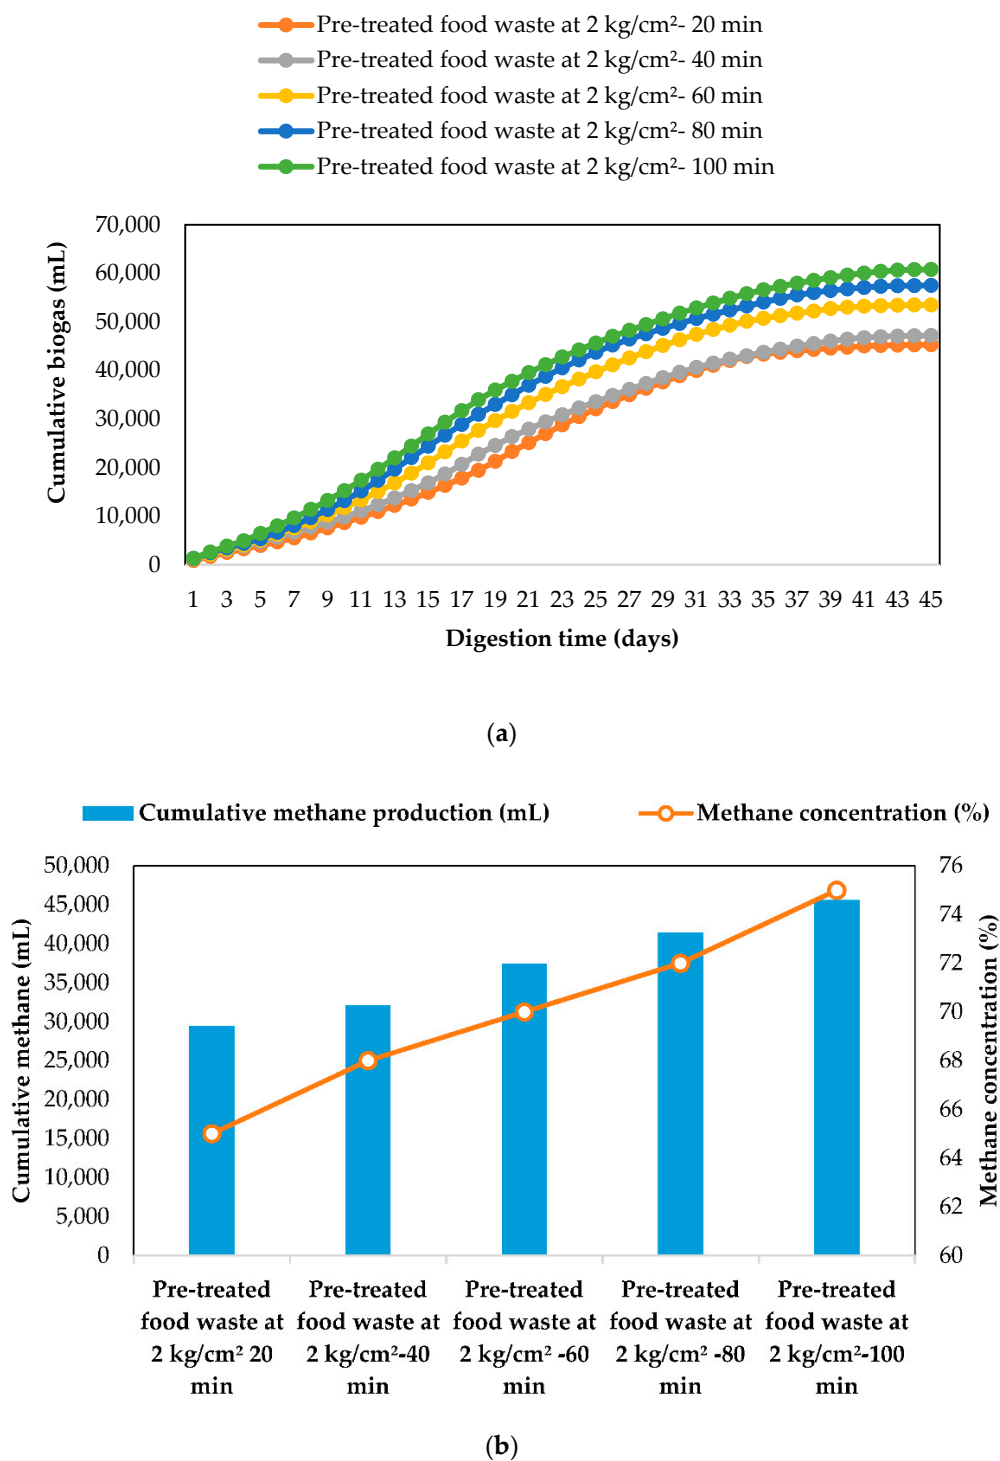 Pre-treated food waste at 2 kg/cm²- 20 min
Pre-treated food waste at 2 kg/cm²- 40 min
Pre-treated food waste at 2 kg/cm²- 60 min
Pre-treated food waste at 2 kg/cm²- 80 min
Pre-treated food waste at 2 kg/cm²- 100 min
Cumulative biogas (mL)
70,000
60,000
50,000
40,000
30,000
20,000
10,000
0
1 3 5 7 9 11 13 15 17 19 21 23 25 27 29 31 33 35 37 39 41 43 45
Digestion time (days)
(a)
Cumulative methane production (mL) Methane concentration (%)
Cumulative methane (mL)
50,000
45,000
40,000
35,000
30,000
25,000
20,000
15,000
10,000
5,000
0
76
74
72
70
68
66
64
62
60
Methane concentration (%)
Pre-treated
food waste at
2 kg/cm² 20
min
Pre-treated
food waste at
2 kg/cm²-40
min
Pre-treated
food waste at
2 kg/cm² -60
min
Pre-treated
food waste at
2 kg/cm² -80
min
Pre-treated
food waste at
2 kg/cm²-100
min
(b)